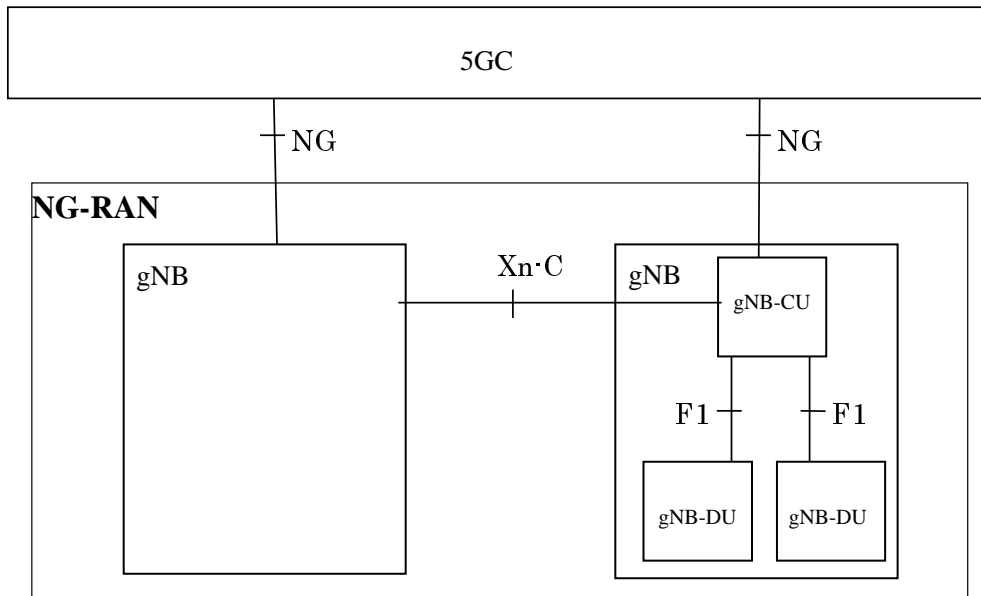 5GC
NG
NG
NG-RAN
gNB
Xn-C
gNB
gNB-CU
F1
F1
gNB-DU
gNB-DU